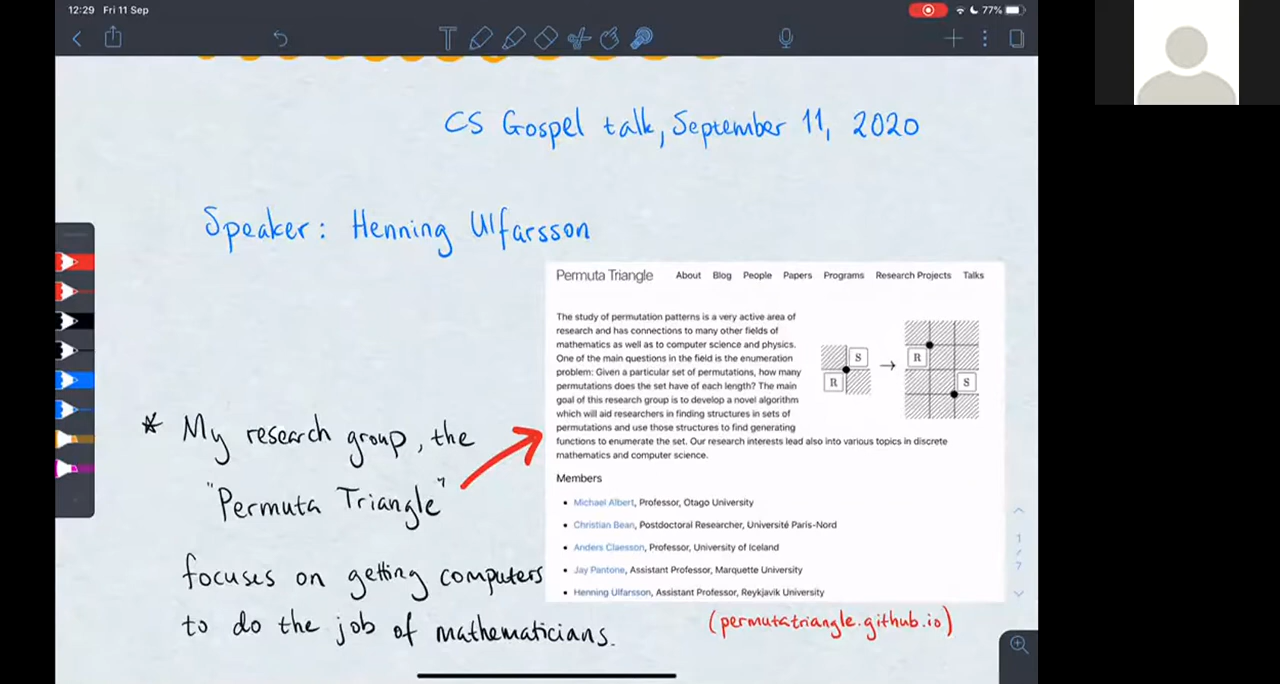 12:29 Fri 11 Sep
77%
CS Gospel talk, September 11, 2020
Speaker: Henning Ulfarsson
Permuta Triangle About Blog People Papers Programs Research Projects Talks
The study of permutation patterns is a very active area of
research and has connections to many other fields of
mathematics as well as to computer science and physics.
One of the main questions in the field is the enumeration
problem: Given a particular set of permutations, how many
permutations does the set have of each length? The main
goal of this research group is to develop a novel algorithm
which will aid researchers in finding structures in sets of
permutations and use those structures to find generating
functions to enumerate the set. Our research interests lead also into various topics in discrete
mathematics and computer science.
S
R
R
S
Members
• Michael Albert, Professor, Otago University
• Christian Bean, Postdoctoral Researcher, Université Paris-Nord
• Anders Claesson, Professor, University of Iceland
• Jay Pantone, Assistant Professor, Marquette University
• Henning Ulfarsson, Assistant Professor, Reykjavik University
* My research group, the
"Permuta Triangle"
focuses on getting computers
to do the job of mathematicians.
(permutatriangle.github.io)
1
/
7